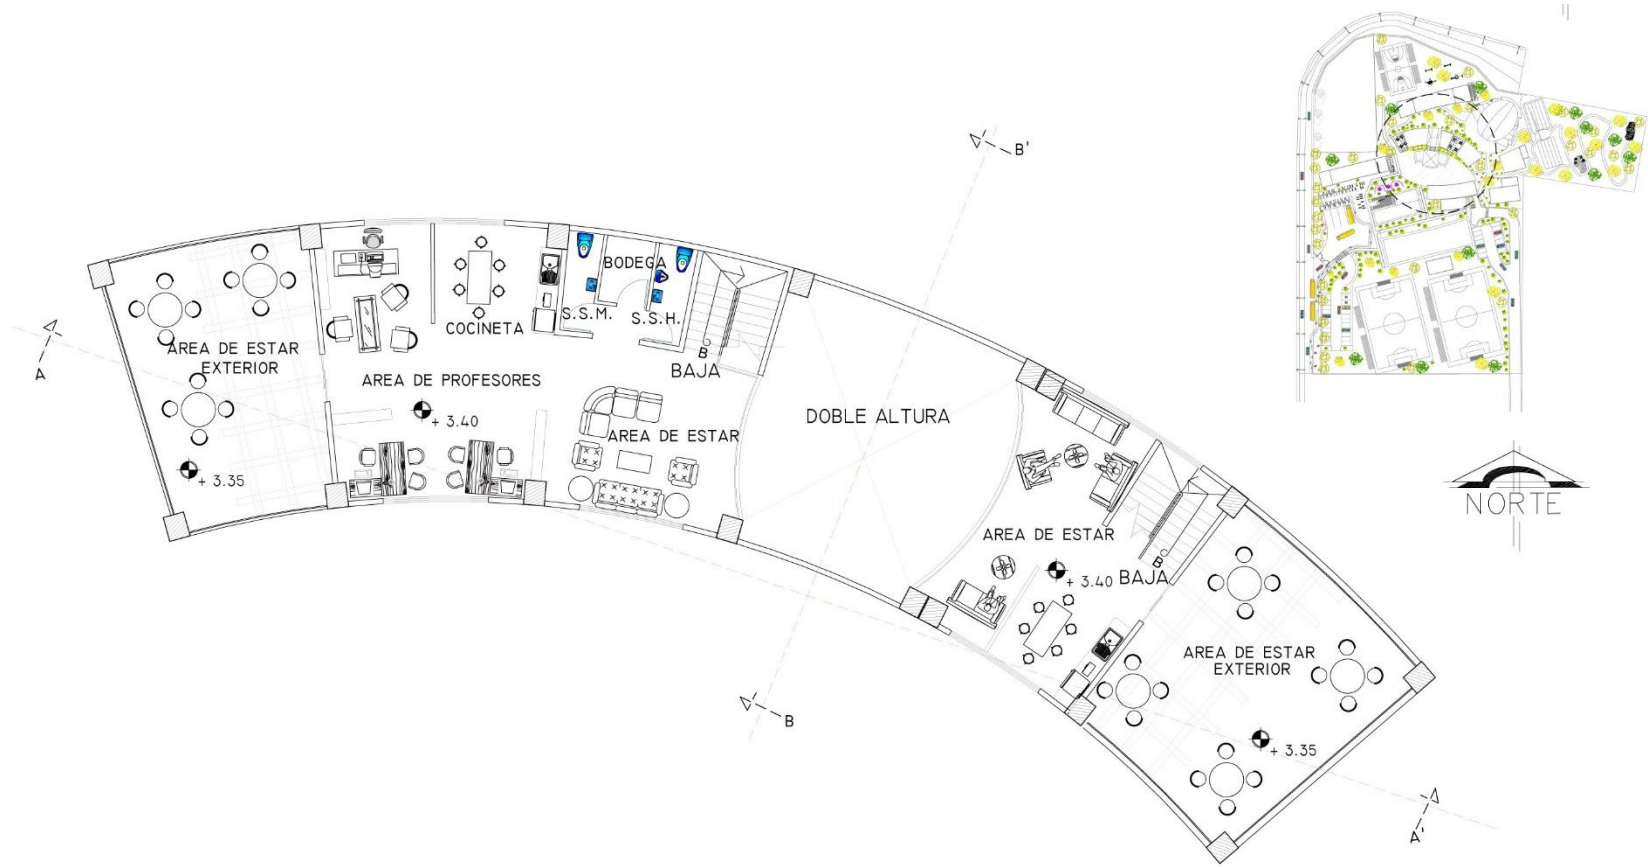 B'
BODEGA
S.S.M.
S.S.H.
COCINETA
AREA DE ESTAR
EXTERIOR
A
B
BAJA
AREA DE PROFESORES
+ 3.40
DOBLE ALTURA
AREA DE ESTAR
+ 3.35
NORTE
AREA DE ESTAR
B
+ 3.40
BAJA
AREA DE ESTAR
EXTERIOR
B
+ 3.35
A'